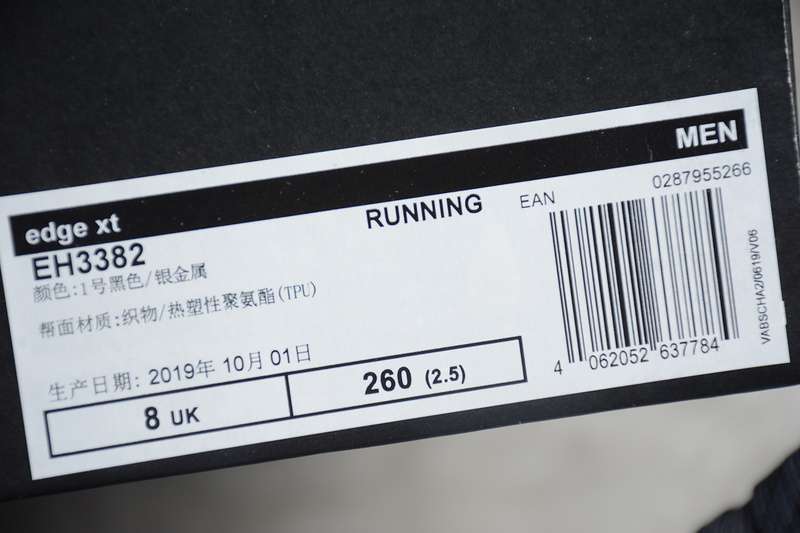 MEN
edge xt
RUNNING
EAN
0287955266
EH3382
颜色:1号黑色/银金属
帮面材质:织物/热塑性聚氨酯(TPU)
生产日期: 2019年 10月 01日
8 UK
260 (2.5)
4 062052 637784
VABSCHA2/0619/V06